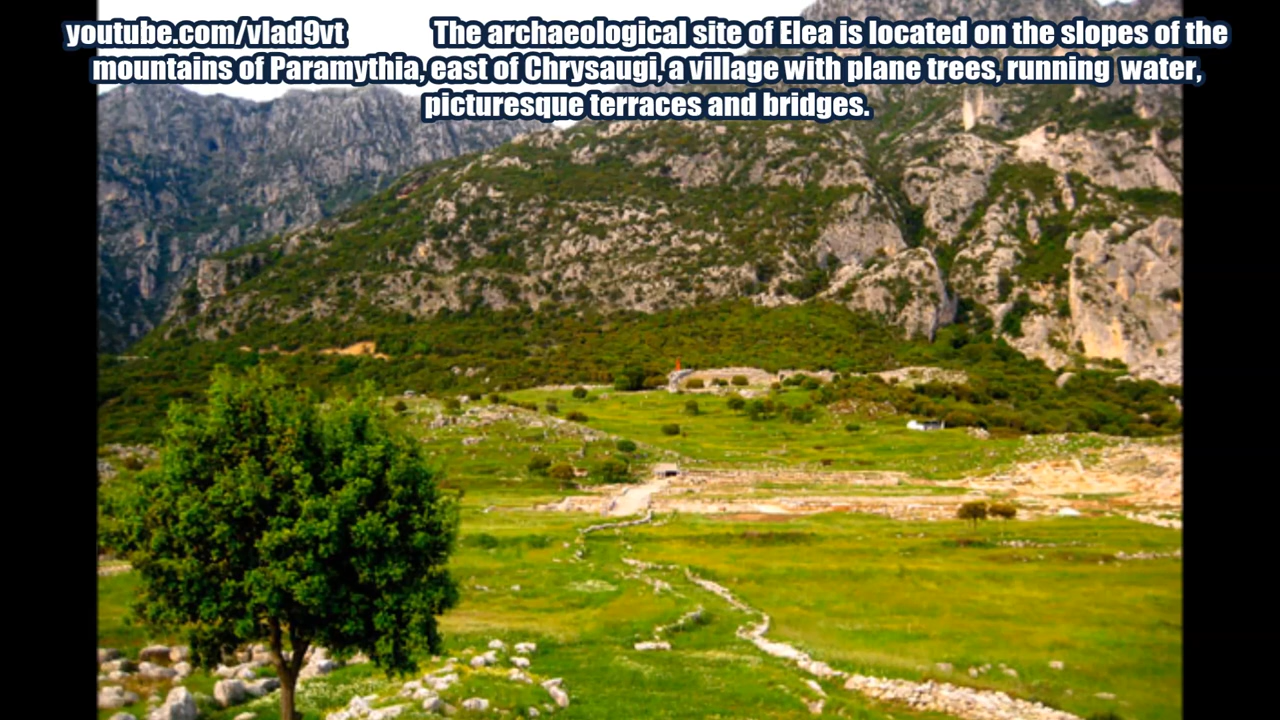 youtube.com/vlad9vt The archaeological site of Elea is located on the slopes of the
mountains of Paramythia, east of Chrysaugi, a village with plane trees, running water,
picturesque terraces and bridges.